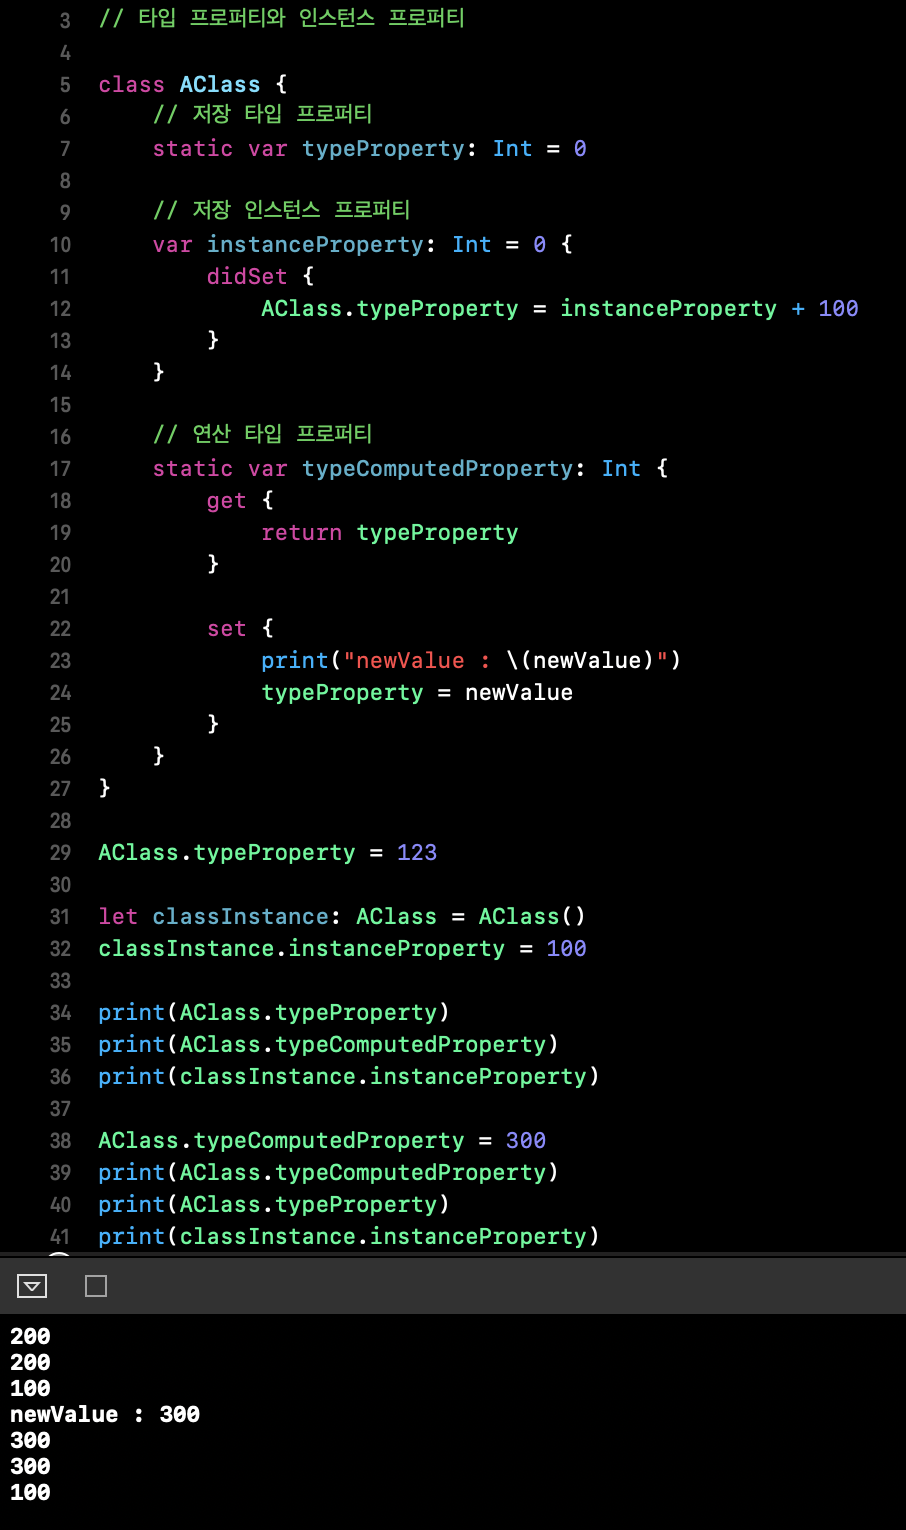 3 // 타입 프로퍼티와 인스턴스 프로퍼티
4
5 class AClass {
6     // 저장 타입 프로퍼티
7     static var typeProperty: Int = 0
8
9     // 저장 인스턴스 프로퍼티
10     var instanceProperty: Int = 0 {
11         didSet {
12             AClass.typeProperty = instanceProperty + 100
13         }
14     }
15
16     // 연산 타입 프로퍼티
17     static var typeComputedProperty: Int {
18         get {
19             return typeProperty
20         }
21
22         set {
23             print("newValue : \(newValue)")
24             typeProperty = newValue
25         }
26     }
27 }
28
29 AClass.typeProperty = 123
30
31 let classInstance: AClass = AClass()
32 classInstance.instanceProperty = 100
33
34 print(AClass.typeProperty)
35 print(AClass.typeComputedProperty)
36 print(classInstance.instanceProperty)
37
38 AClass.typeComputedProperty = 300
39 print(AClass.typeComputedProperty)
40 print(AClass.typeProperty)
41 print(classInstance.instanceProperty)
200
200
100
newValue : 300
300
300
100